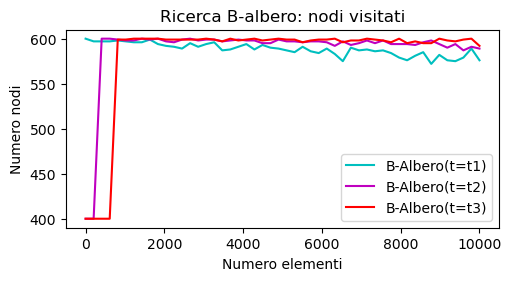 Ricerca B-albero: nodi visitati
Numero nodi
600
550
500
450
400
0
2000
4000
6000
8000
10000
Numero elementi
B-Albero(t=t1)
B-Albero(t=t2)
B-Albero(t=t3)